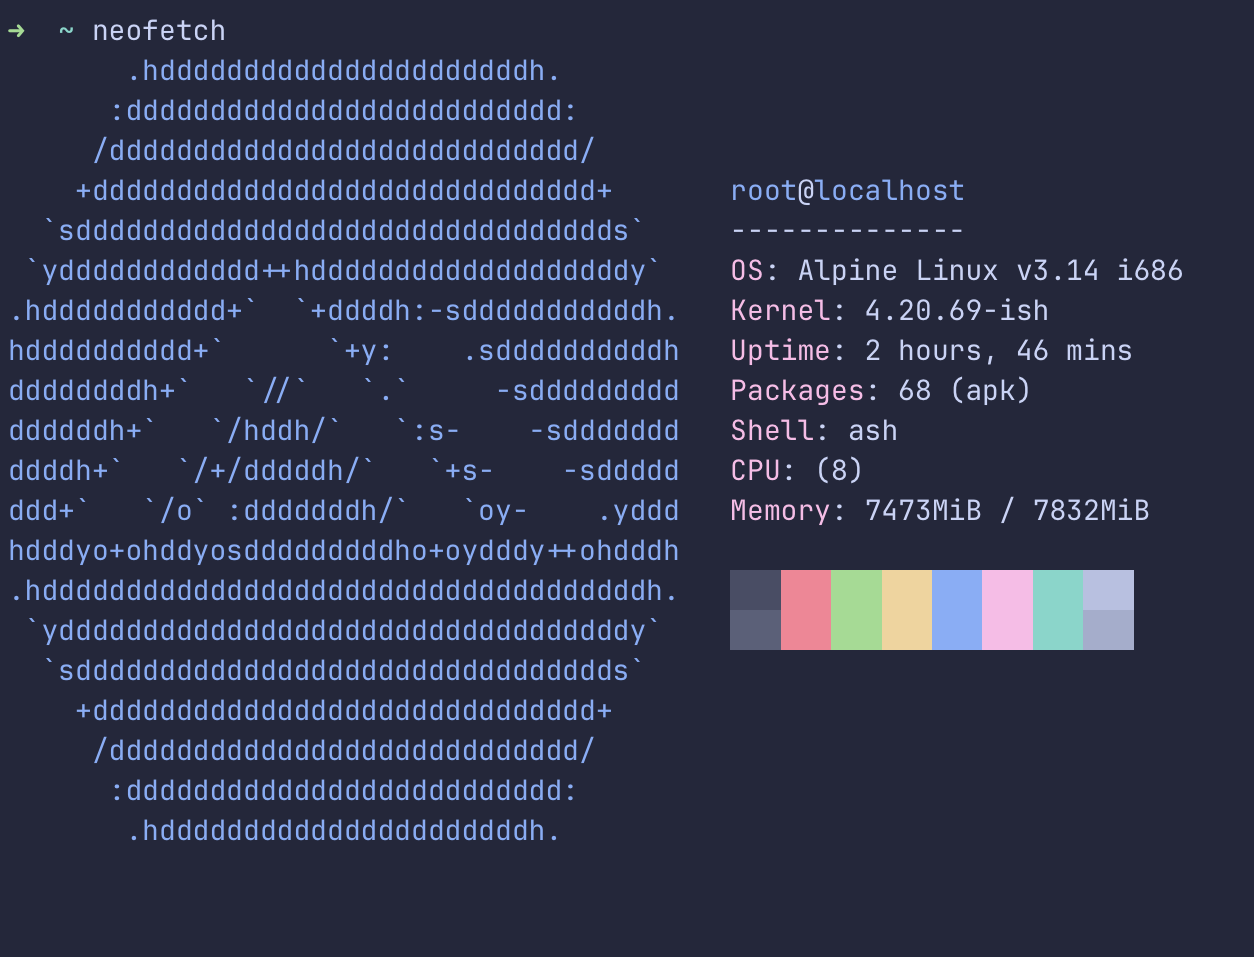 ➜  ~ neofetch
       .hddddddddddddddddddddddh.
      :dddddddddddddddddddddddddd:
     /dddddddddddddddddddddddddddd/
    +dddddddddddddddddddddddddddddd+       root@localhost
  `sdddddddddddddddddddddddddddddddds`     --------------
 `ydddddddddddd++hdddddddddddddddddddy`    OS: Alpine Linux v3.14 i686
.hddddddddddd+`  `+ddddh:-sdddddddddddh.   Kernel: 4.20.69-ish
hdddddddddd+`      `+y:    .sddddddddddh   Uptime: 2 hours, 46 mins
ddddddddh+`   `//`   `.`     -sddddddddd   Packages: 68 (apk)
ddddddh+`   `/hddh/`   `:s-    -sddddddd   Shell: ash
ddddh+`   `/+/dddddh/`   `+s-    -sddddd   CPU: (8)
ddd+`   `/o` :dddddddh/`   `oy-    .yddd   Memory: 7473MiB / 7832MiB
hdddyo+ohddyosdddddddddho+oydddy++ohdddh
.hddddddddddddddddddddddddddddddddddddh.
 `yddddddddddddddddddddddddddddddddddy`
  `sdddddddddddddddddddddddddddddddds`
    +dddddddddddddddddddddddddddddd+
     /dddddddddddddddddddddddddddd/
      :dddddddddddddddddddddddddd:
       .hddddddddddddddddddddddh.